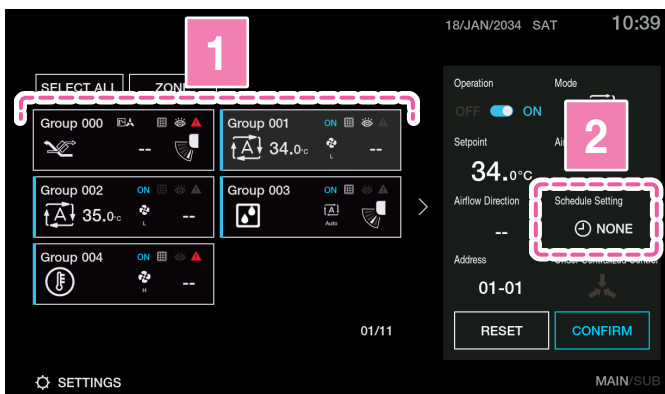 18/JAN/2034 SAT 10:39
1
SELECT ALL
Group 000
--
Group 001 ON
A 34.0°C L --
Group 002 ON
A 35.0°C L --
Group 003 ON
A Auto
Group 004 ON
H --
01/11
SETTINGS
Operation Mode
OFF ON
2
Setpoint
34.0°C
Airflow Direction
--
Schedule Setting
NONE
Address
01-01
RESET
CONFIRM
MAIN/SUB